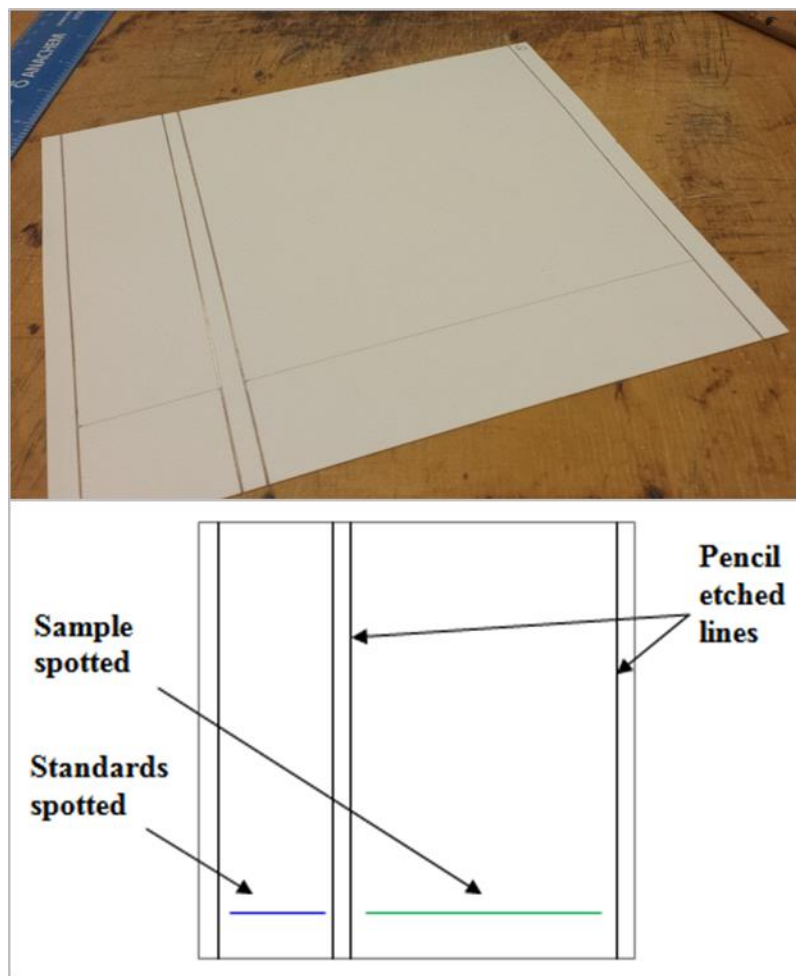 ANACHEM
Pencil
etched
lines
Sample
spotted
Standards
spotted